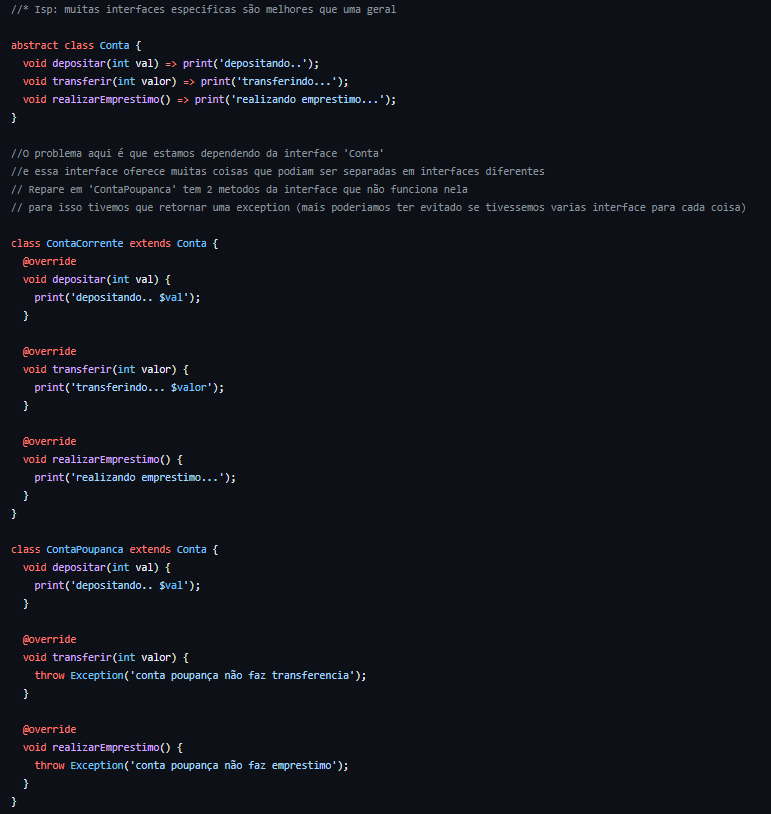 //* Isp: muitas interfaces especificas são melhores que uma geral

abstract class Conta {
  void depositar(int val) => print('depositando..');
  void transferir(int valor) => print('transferindo...');
  void realizarEmprestimo() => print('realizando emprestimo...');
}

//O problema aqui é que estamos dependendo da interface 'Conta'
//e essa interface oferece muitas coisas que podiam ser separadas em interfaces diferentes
// Repare em 'ContaPoupanca' tem 2 metodos da interface que não funciona nela
// para isso tivemos que retornar uma exception (mais poderiamos ter evitado se tivessemos varias interface para cada coisa)

class ContaCorrente extends Conta {
  @override
  void depositar(int val) {
    print('depositando.. $val');
  }

  @override
  void transferir(int valor) {
    print('transferindo... $valor');
  }

  @override
  void realizarEmprestimo() {
    print('realizando emprestimo...');
  }
}

class ContaPoupanca extends Conta {
  void depositar(int val) {
    print('depositando.. $val');
  }

  @override
  void transferir(int valor) {
    throw Exception('conta poupança não faz transferencia');
  }

  @override
  void realizarEmprestimo() {
    throw Exception('conta poupança não faz emprestimo');
  }
}